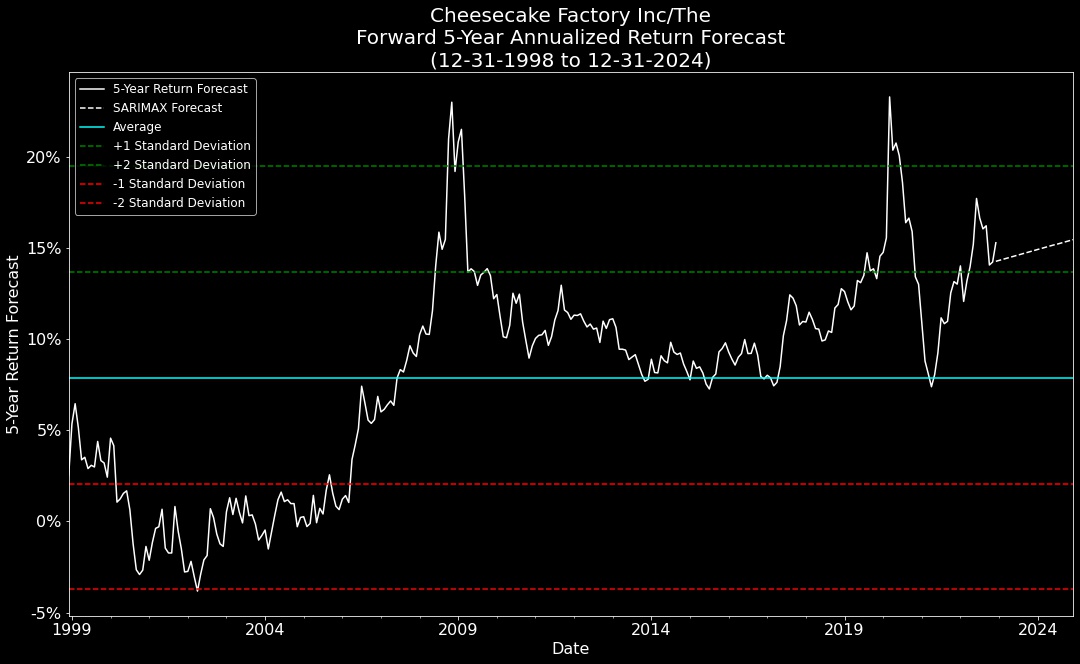 Cheesecake Factory Inc/The
Forward 5-Year Annualized Return Forecast
(12-31-1998 to 12-31-2024)
5-Year Return Forecast
SARIMAX Forecast
Average
+1 Standard Deviation
+2 Standard Deviation
-1 Standard Deviation
-2 Standard Deviation
20%
15%
10%
5%
0%
-5%
5-Year Return Forecast
1999 2004 2009 2014 2019 2024
Date